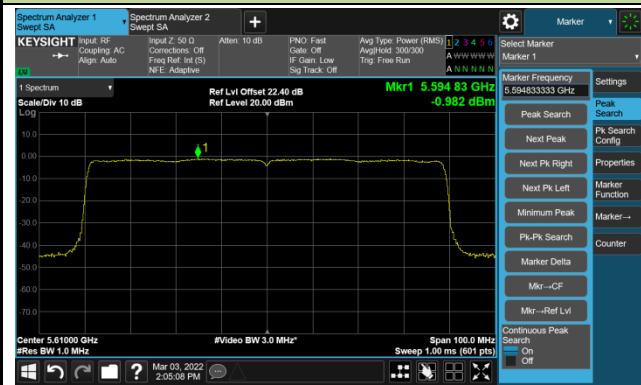 Spectrum Analyzer 1
Swept SA
Spectrum Analyzer 2
Swept SA
+
Marker
KEYSIGHT
Input: RF
Coupling: AC
Align: Auto
Input Z: 50 Ω
Corrections: Off
Freq Ref: Int (S)
NFE: Adaptive
Atten: 10 dB
PNO: Fast
Gate: Off
IF Gain: Low
Sig Track: Off
Avg Type: Power (RMS)
Avg|Hold: 300/300
Trig: Free Run
1 2 3 4 5 6
A W W W W W
A N N N N N
Select Marker
Marker 1
LXI
1 Spectrum
Scale/Div 10 dB
Log
Ref Lvl Offset 22.40 dB
Ref Level 20.00 dBm
Mkr1 5.594 83 GHz
-0.982 dBm
Marker Frequency
5.594833333 GHz
Settings
Peak Search
Peak
Search
Next Peak
Pk Search
Config
Next Pk Right
Properties
Next Pk Left
Marker
Function
Minimum Peak
Marker→
Pk-Pk Search
Counter
Marker Delta
Mkr→CF
Mkr→Ref Lvl
Continuous Peak
Search
On
Off
10.0
0.00
-10.0
-20.0
-30.0
-40.0
-50.0
-60.0
-70.0
1
Center 5.61000 GHz
#Res BW 1.0 MHz
#Video BW 3.0 MHz*
Span 100.0 MHz
Sweep 1.00 ms (601 pts)
?
Mar 03, 2022
2:05:08 PM